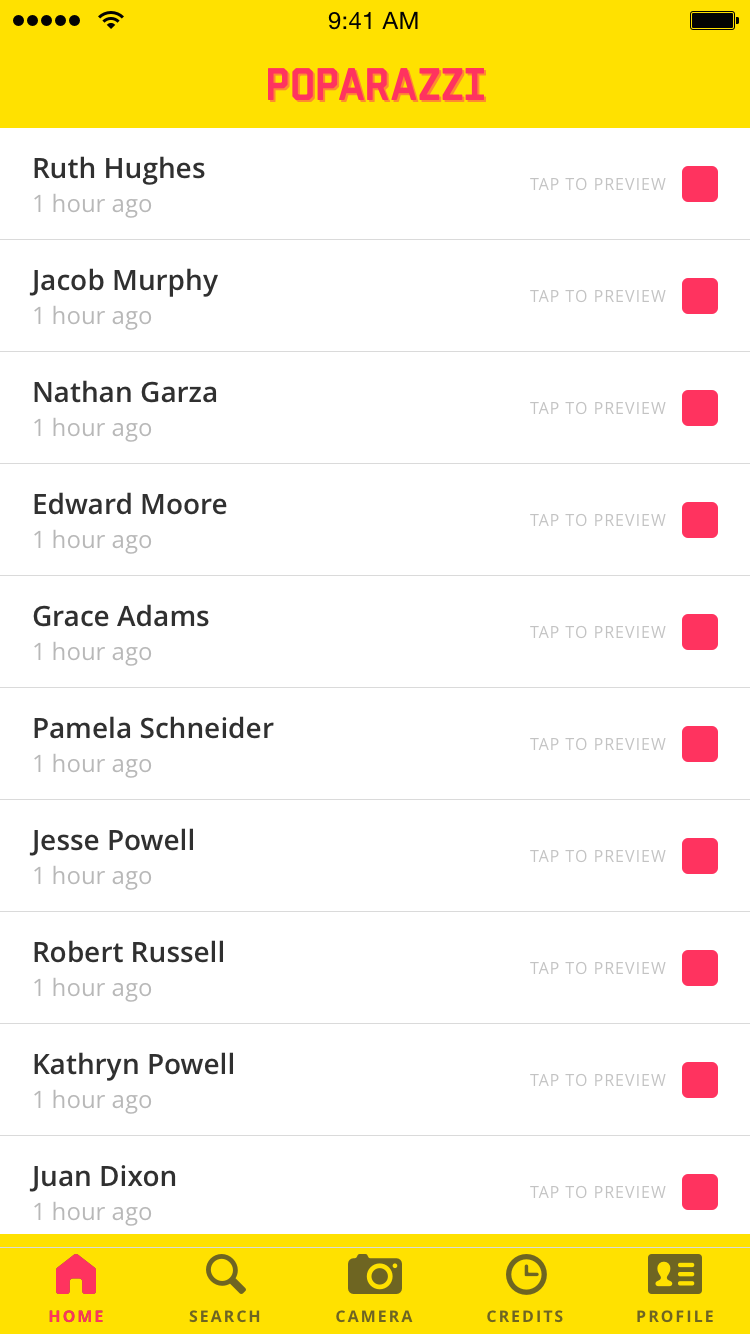 9:41 AM
POPARAZZI
Ruth Hughes
1 hour ago
TAP TO PREVIEW
Jacob Murphy
1 hour ago
TAP TO PREVIEW
Nathan Garza
1 hour ago
TAP TO PREVIEW
Edward Moore
1 hour ago
TAP TO PREVIEW
Grace Adams
1 hour ago
TAP TO PREVIEW
Pamela Schneider
1 hour ago
TAP TO PREVIEW
Jesse Powell
1 hour ago
TAP TO PREVIEW
Robert Russell
1 hour ago
TAP TO PREVIEW
Kathryn Powell
1 hour ago
TAP TO PREVIEW
Juan Dixon
1 hour ago
TAP TO PREVIEW
HOME SEARCH CAMERA CREDITS PROFILE